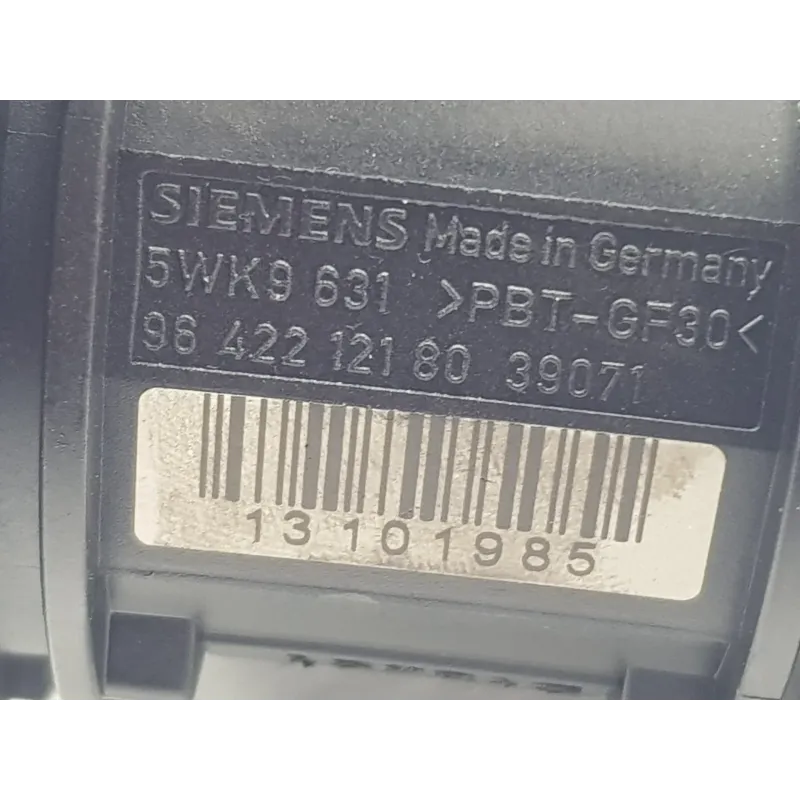 SIEMENS Made in Germany
5WK9 631 >PBT-GF30<
96 422 121 80 39071
13101985